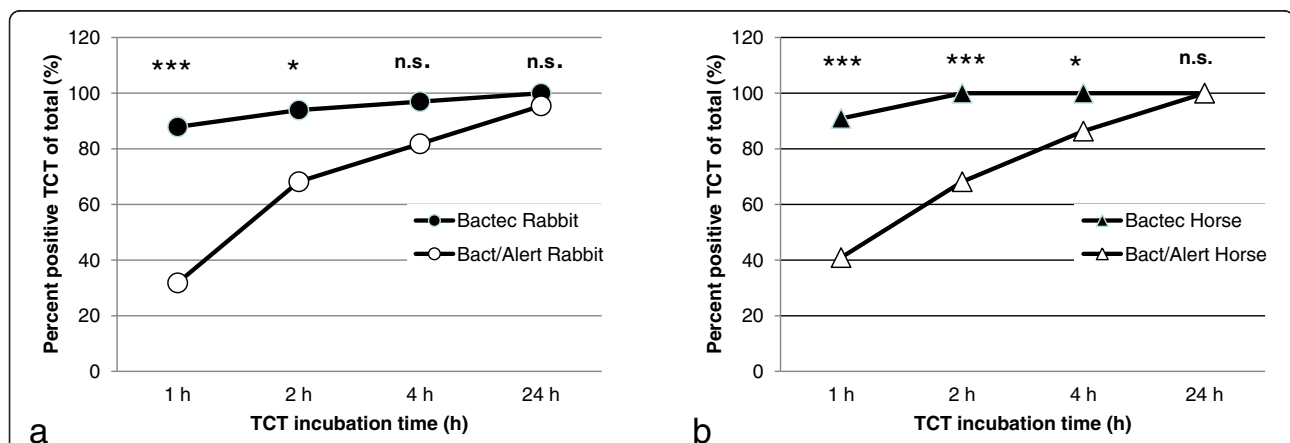 120
100
80
60
40
20
0
Percent positive TCT of total (%)
*** * n.s. n.s.
Bactec Rabbit
Bact/Alert Rabbit
1 h 2 h 4 h 24 h
TCT incubation time (h)
a
120
100
80
60
40
20
0
Percent positive TCT of total (%)
*** *** * n.s.
Bactec Horse
Bact/Alert Horse
1 h 2 h 4 h 24 h
TCT incubation time (h)
b